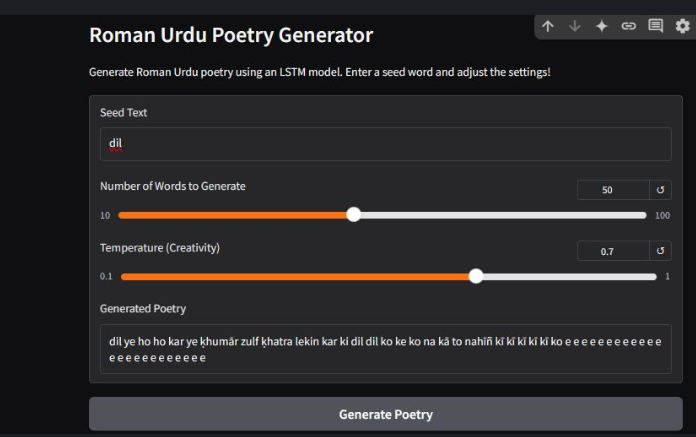 Roman Urdu Poetry Generator
Generate Roman Urdu poetry using an LSTM model. Enter a seed word and adjust the settings!
Seed Text
dil
Number of Words to Generate
50
10
100
Temperature (Creativity)
0.7
0.1
1
Generated Poetry
dil ye ho ho kar ye ḳhumār zulf ḳhatra lekin kar ki dil dil ko ke ko na kā to nahīñ kī kī kī kī kī ko e e e e e e e e e e e e
e e e e e e e e e e e e
Generate Poetry